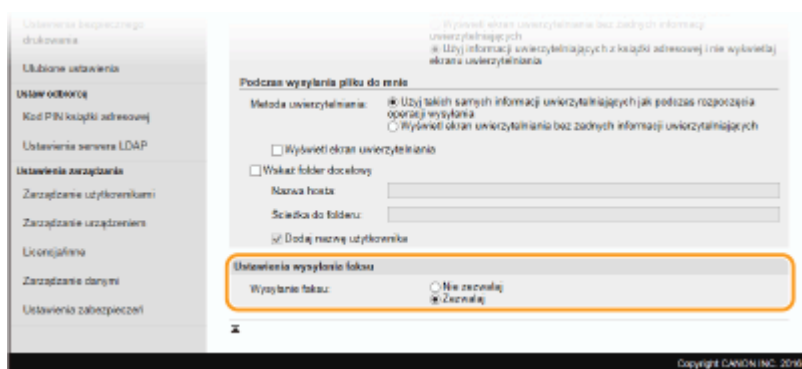 Ustawienia bezpiecznego
drukowania
Ulubione ustawienia
Ustaw odbiorcę
Kod PIN książki adresowej
Ustawienia serwera LDAP
Ustawienia zarządzania
Zarządzanie użytkownikami
Zarządzanie urządzeniem
Licencja/Inne
Zarządzanie danymi
Ustawienia zabezpieczeń
Wyświetl ekran uwierzytelniania bez żadnych informacji
uwierzytelniających
Użyj informacji uwierzytelniających z książki adresowej i nie wyświetlaj
ekranu uwierzytelniania
Podczas wysyłania pliku do mnie
Metoda uwierzytelniania: Użyj takich samych informacji uwierzytelniających jak podczas rozpoczęcia
operacji wysyłania
Wyświetl ekran uwierzytelniania bez żadnych informacji uwierzytelniających
Wyświetl ekran uwierzytelniania
Wskaż folder docelowy
Nazwa hosta:
Ścieżka do folderu:
Dodaj nazwę użytkownika
Ustawienia wysyłania faksu
Wysyłanie faksu: Nie zezwalaj
Zezwalaj
Copyright CANON INC. 2016